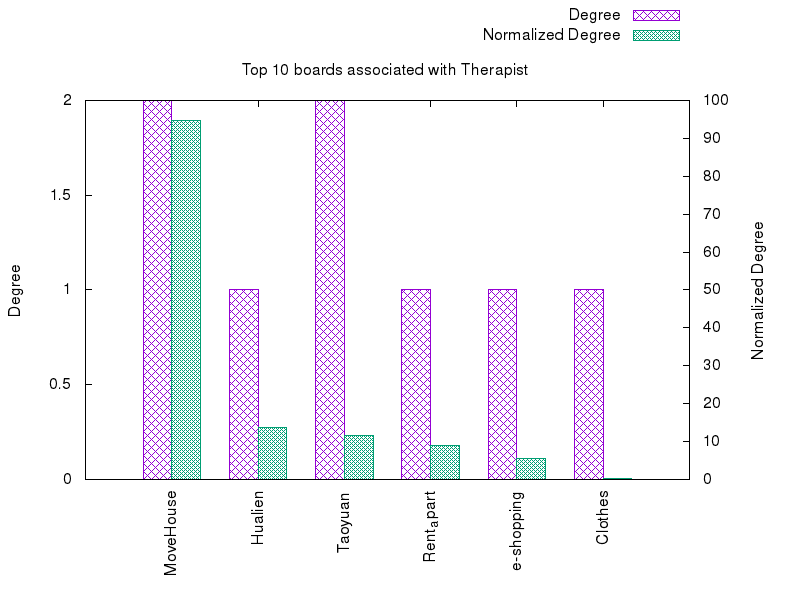 Degree
Normalized Degree
Top 10 boards associated with Therapist
2
1.5
1
0.5
0
100
90
80
70
60
50
40
30
20
10
0
Degree
Normalized Degree
MoveHouse
Hualien
Taoyuan
Rentₐpart
e-shopping
Clothes